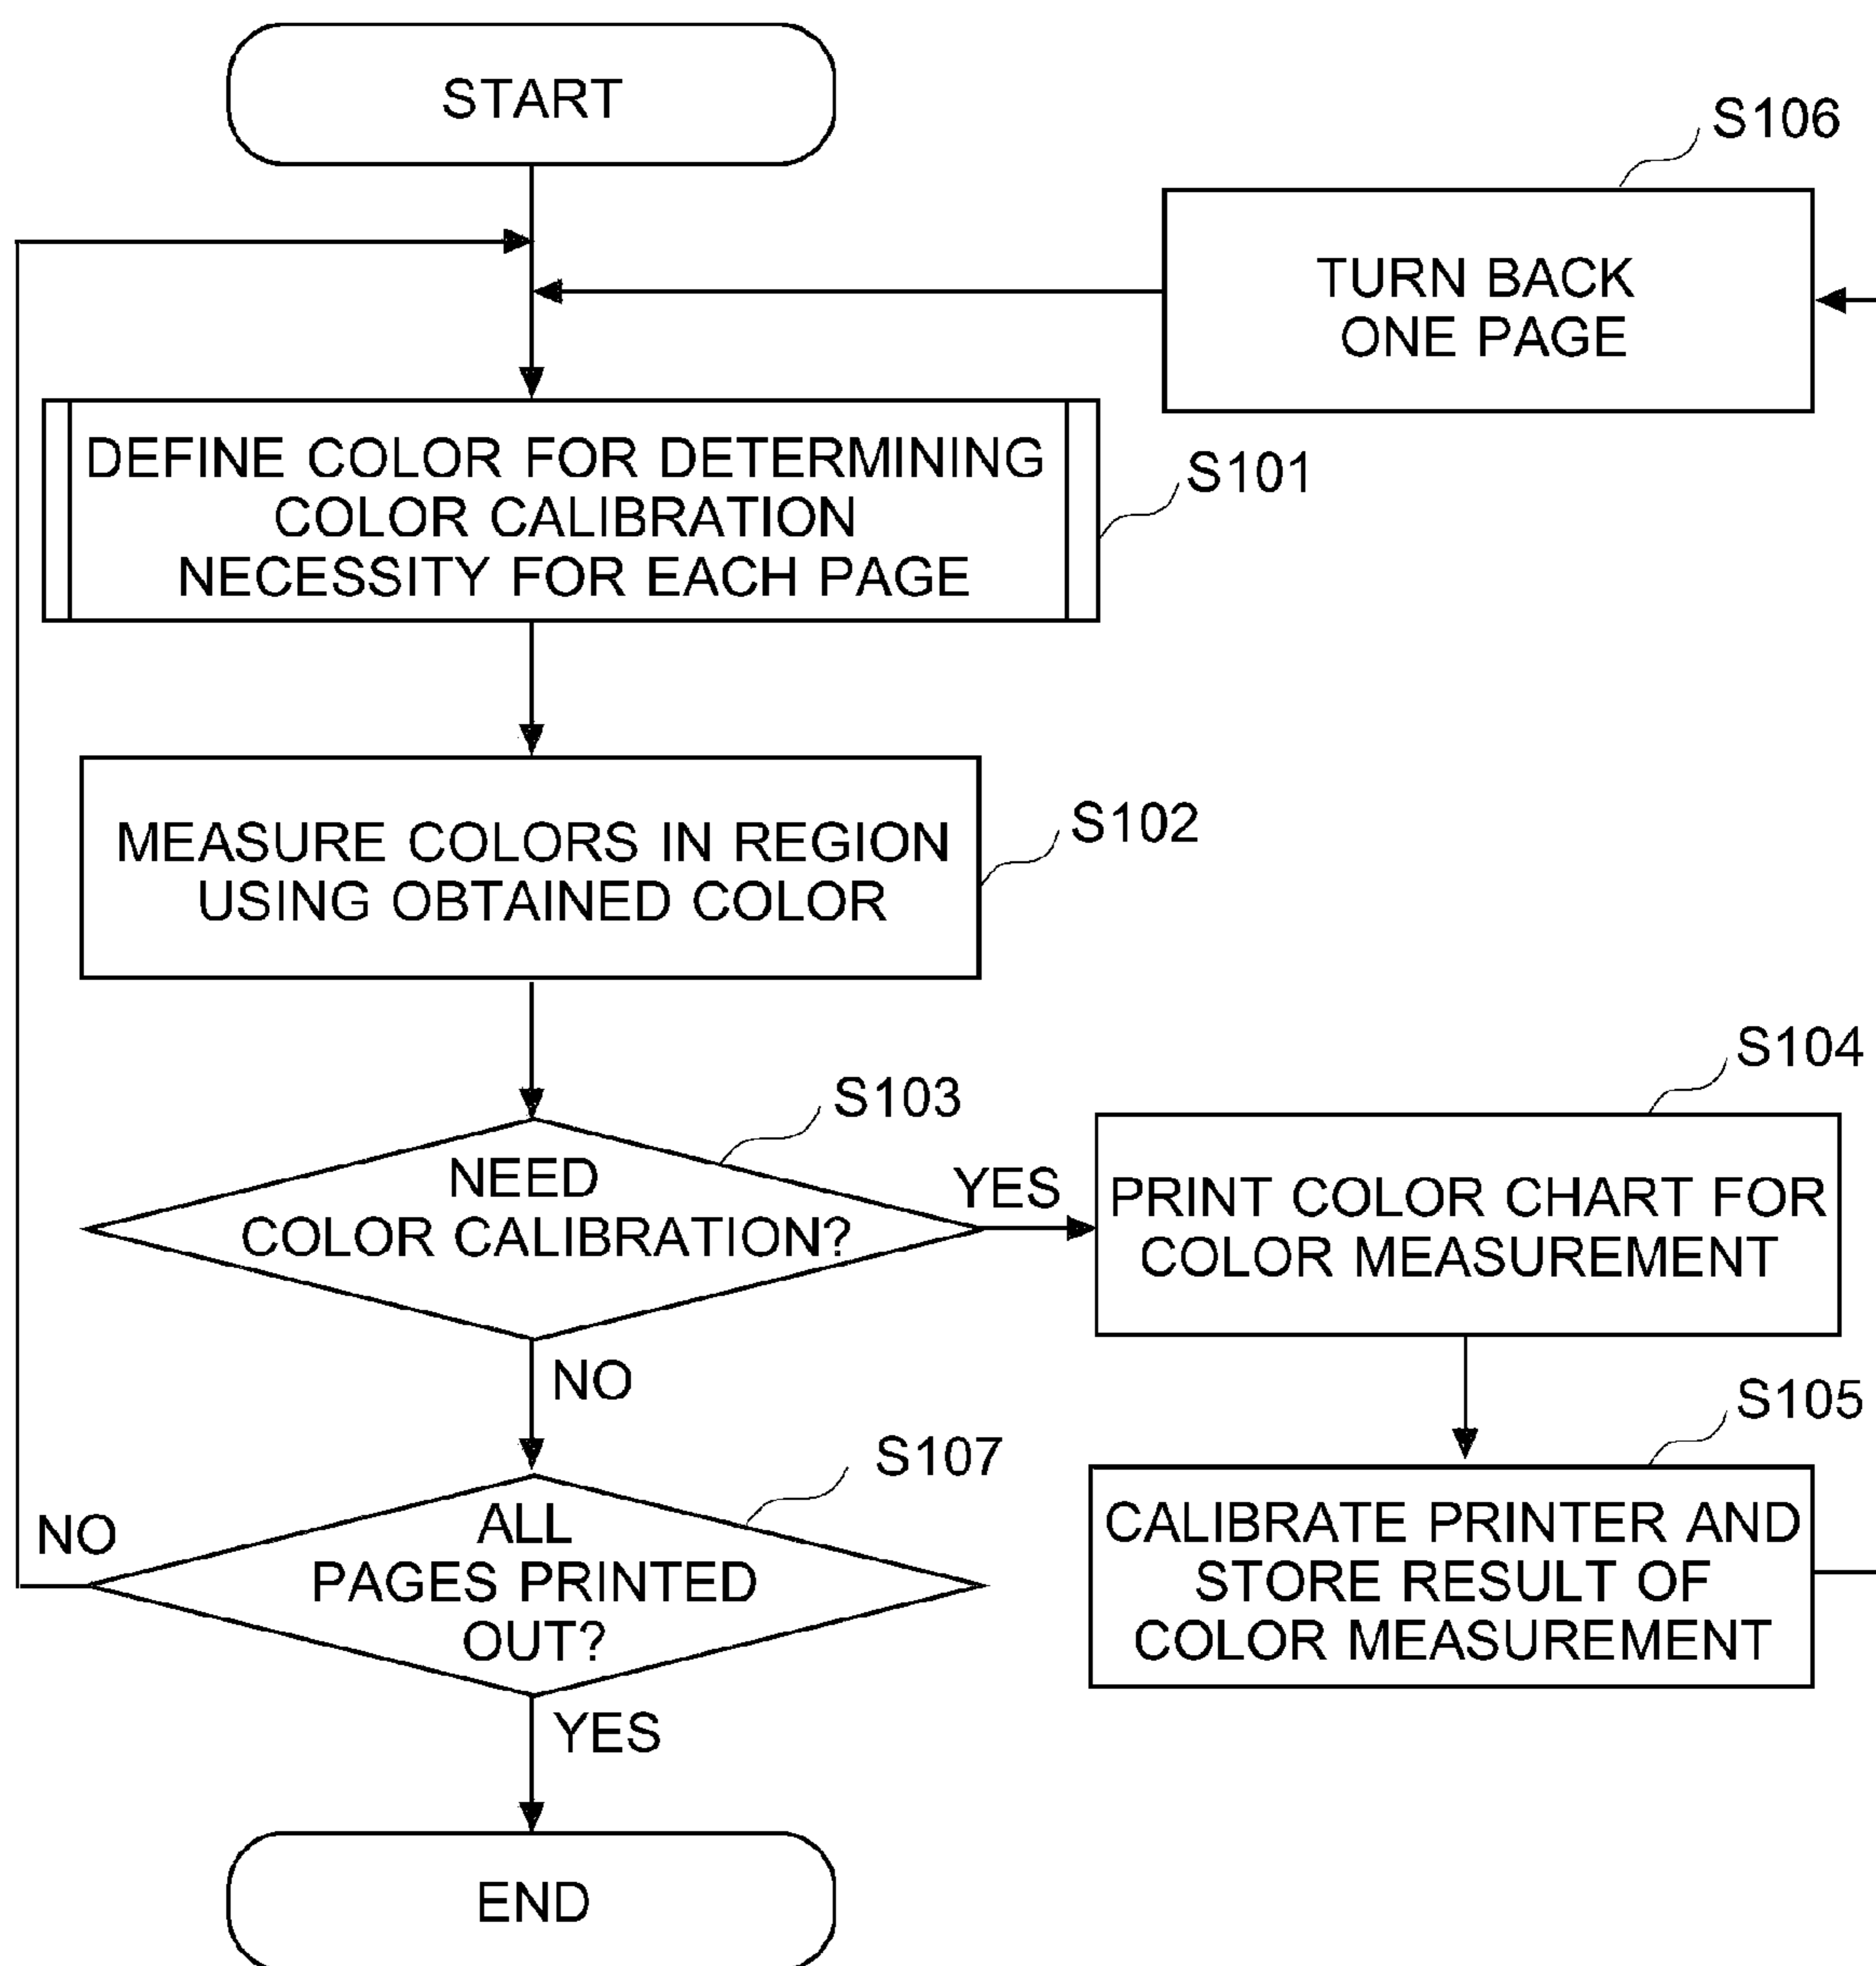 START
S106
TURN BACK
ONE PAGE
DEFINE COLOR FOR DETERMINING
COLOR CALIBRATION
NECESSITY FOR EACH PAGE
S101
MEASURE COLORS IN REGION
USING OBTAINED COLOR
S102
S103
NEED
COLOR CALIBRATION?
YES
S104
PRINT COLOR CHART FOR
COLOR MEASUREMENT
NO
S105
CALIBRATE PRINTER AND
STORE RESULT OF
COLOR MEASUREMENT
S107
NO
ALL
PAGES PRINTED
OUT?
YES
END